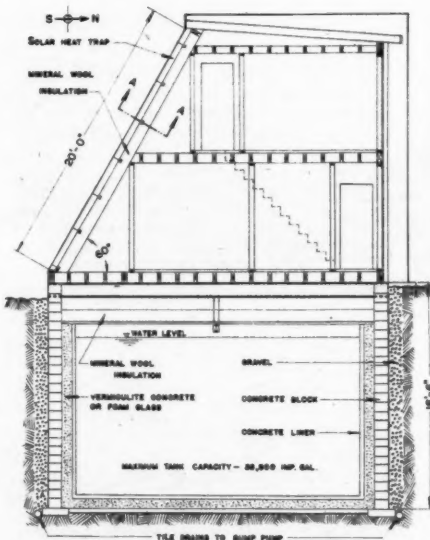 S N
SOLAR HEAT TRAP
MINERAL WOOL
INSULATION
A
A
20'-0"
60°
WATER LEVEL
MINERAL WOOL
INSULATION
GRAVEL
VERMICULITE CONCRETE
OR FOAM GLASS
CONCRETE BLOCK
CONCRETE LINER
MAXIMUM TANK CAPACITY - IMP. GAL.
TILE DRAINS TO SUMP PUMP